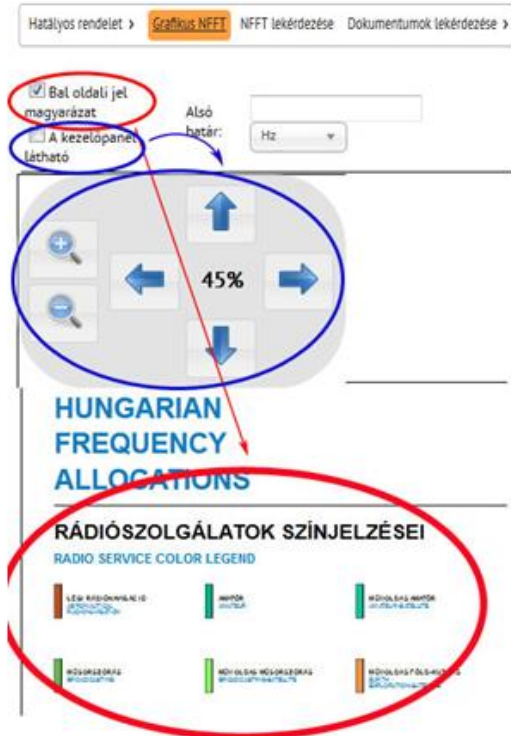 Hatályos rendelet > Grafikus NFFT NFFT lekérdezése Dokumentumok lekérdezése >
Bal oldali jel
magyarázat
A kezelőpanel
látható
Alsó
határ:
Hz
45%
HUNGARIAN
FREQUENCY
ALLOCATIONS
RÁDIÓSZOLGÁLATOK SZÍNJELZÉSEI
RADIO SERVICE COLOR LEGEND
LÉGI RÁDIÓNAVIGÁCIÓ
AMATŐR
AMATEUR
MŰHOLDAS AMATŐR
AMATEUR-SATELLITE
MŰSORSZÓRÁS
BROADCASTING
MŰHOLDAS MŰSORSZÓRÁS
BROADCASTING-SATELLITE